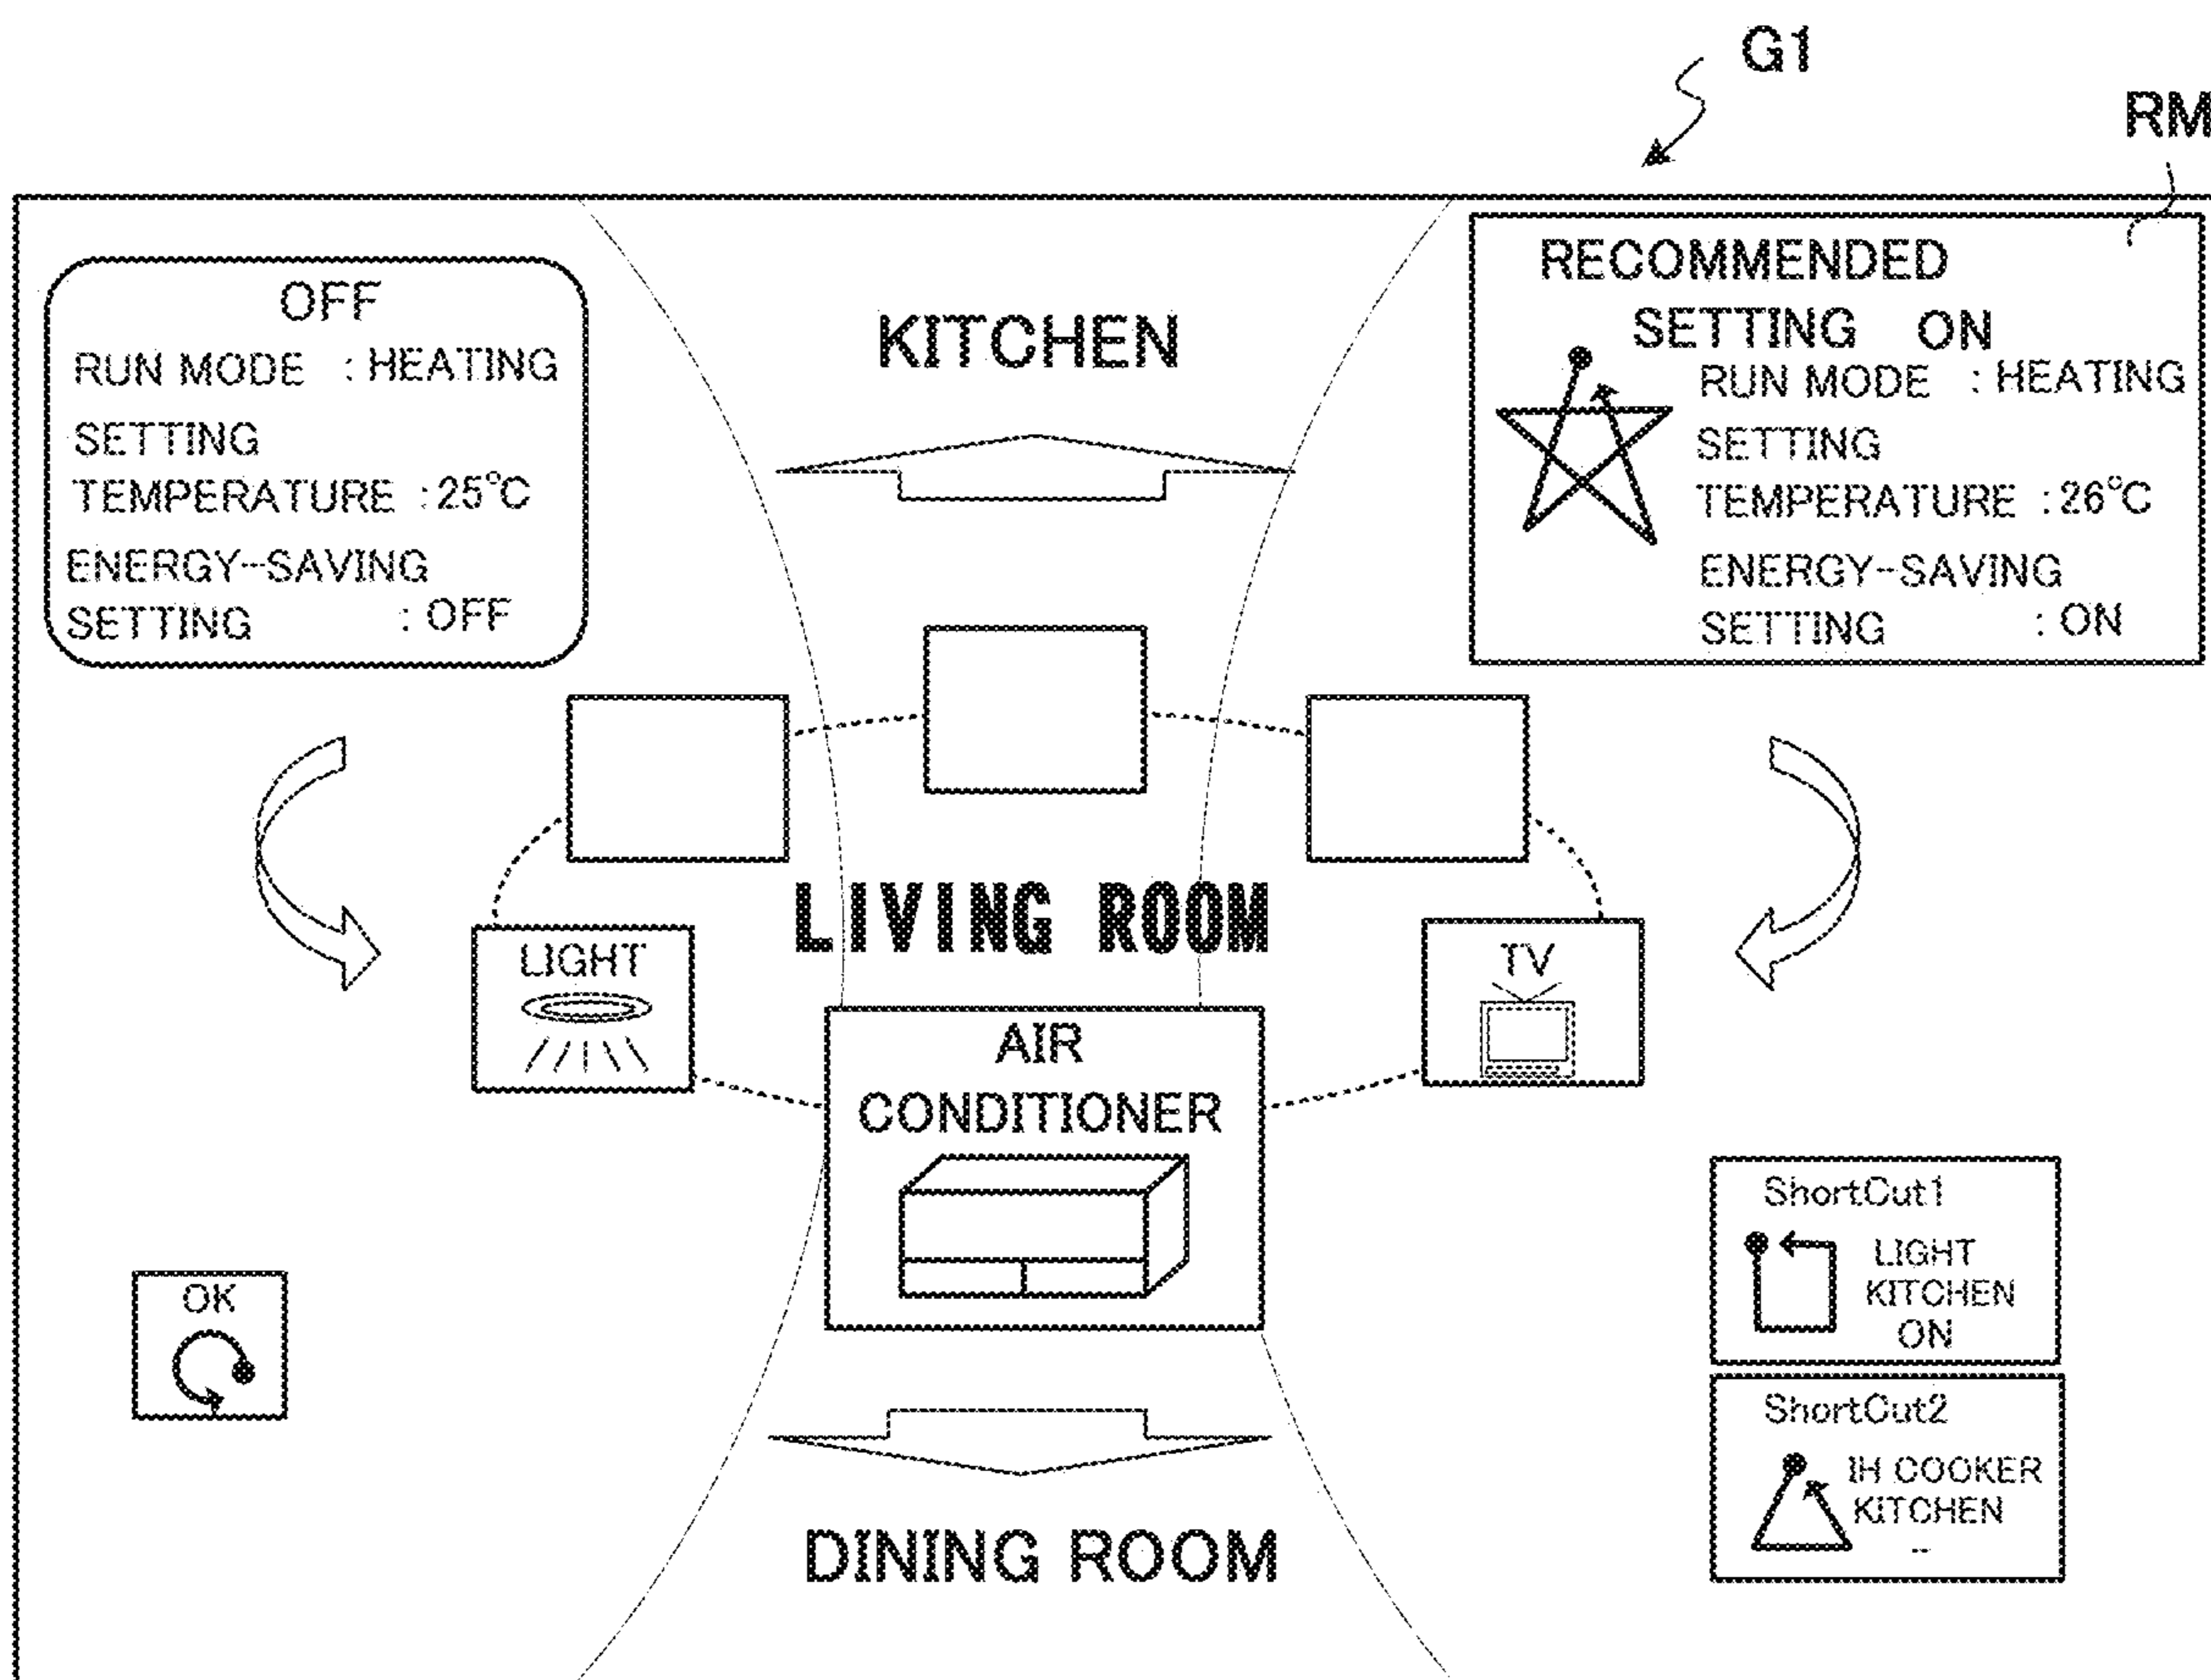 G1
RM
OFF
RUN MODE : HEATING
SETTING
TEMPERATURE : 25°C
ENERGY-SAVING
SETTING : OFF
KITCHEN
RECOMMENDED
SETTING ON
RUN MODE : HEATING
SETTING
TEMPERATURE : 26°C
ENERGY-SAVING
SETTING : ON
LIVING ROOM
LIGHT
TV
AIR
CONDITIONER
OK
ShortCut1
LIGHT
KITCHEN
ON
ShortCut2
IH COOKER
KITCHEN
--
DINING ROOM